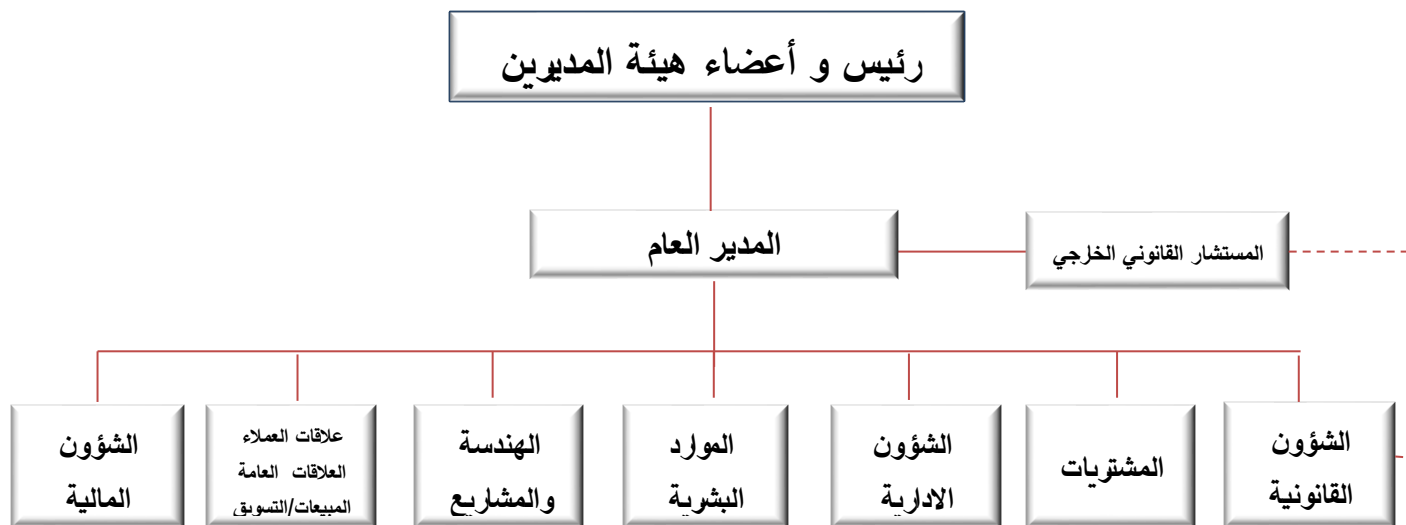 رئيس و أعضاء هيئة المديرين
المدير العام
المستشار القانوني الخارجي
الشؤون
القانونية
المشتريات
الشؤون
الادارية
الموارد
البشرية
الهندسة
والمشاريع
علاقات العملاء
العلاقات العامة
المبيعات/التسويق
الشؤون
المالية